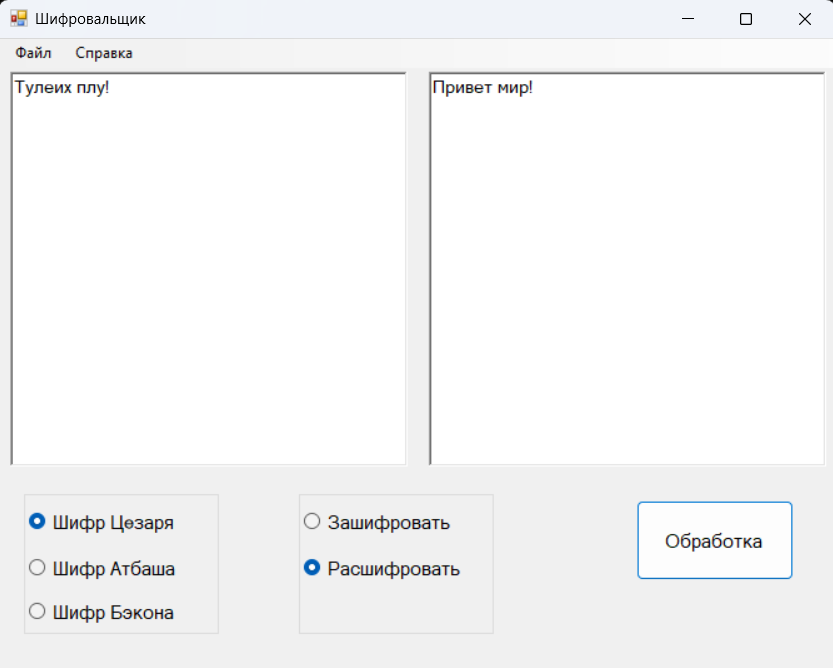 Шифровальщик
Файл Справка
Тулеих плу!
Привет мир!
Шифр Цезаря
Шифр Атбаша
Шифр Бэкона
Зашифровать
Расшифровать
Обработка